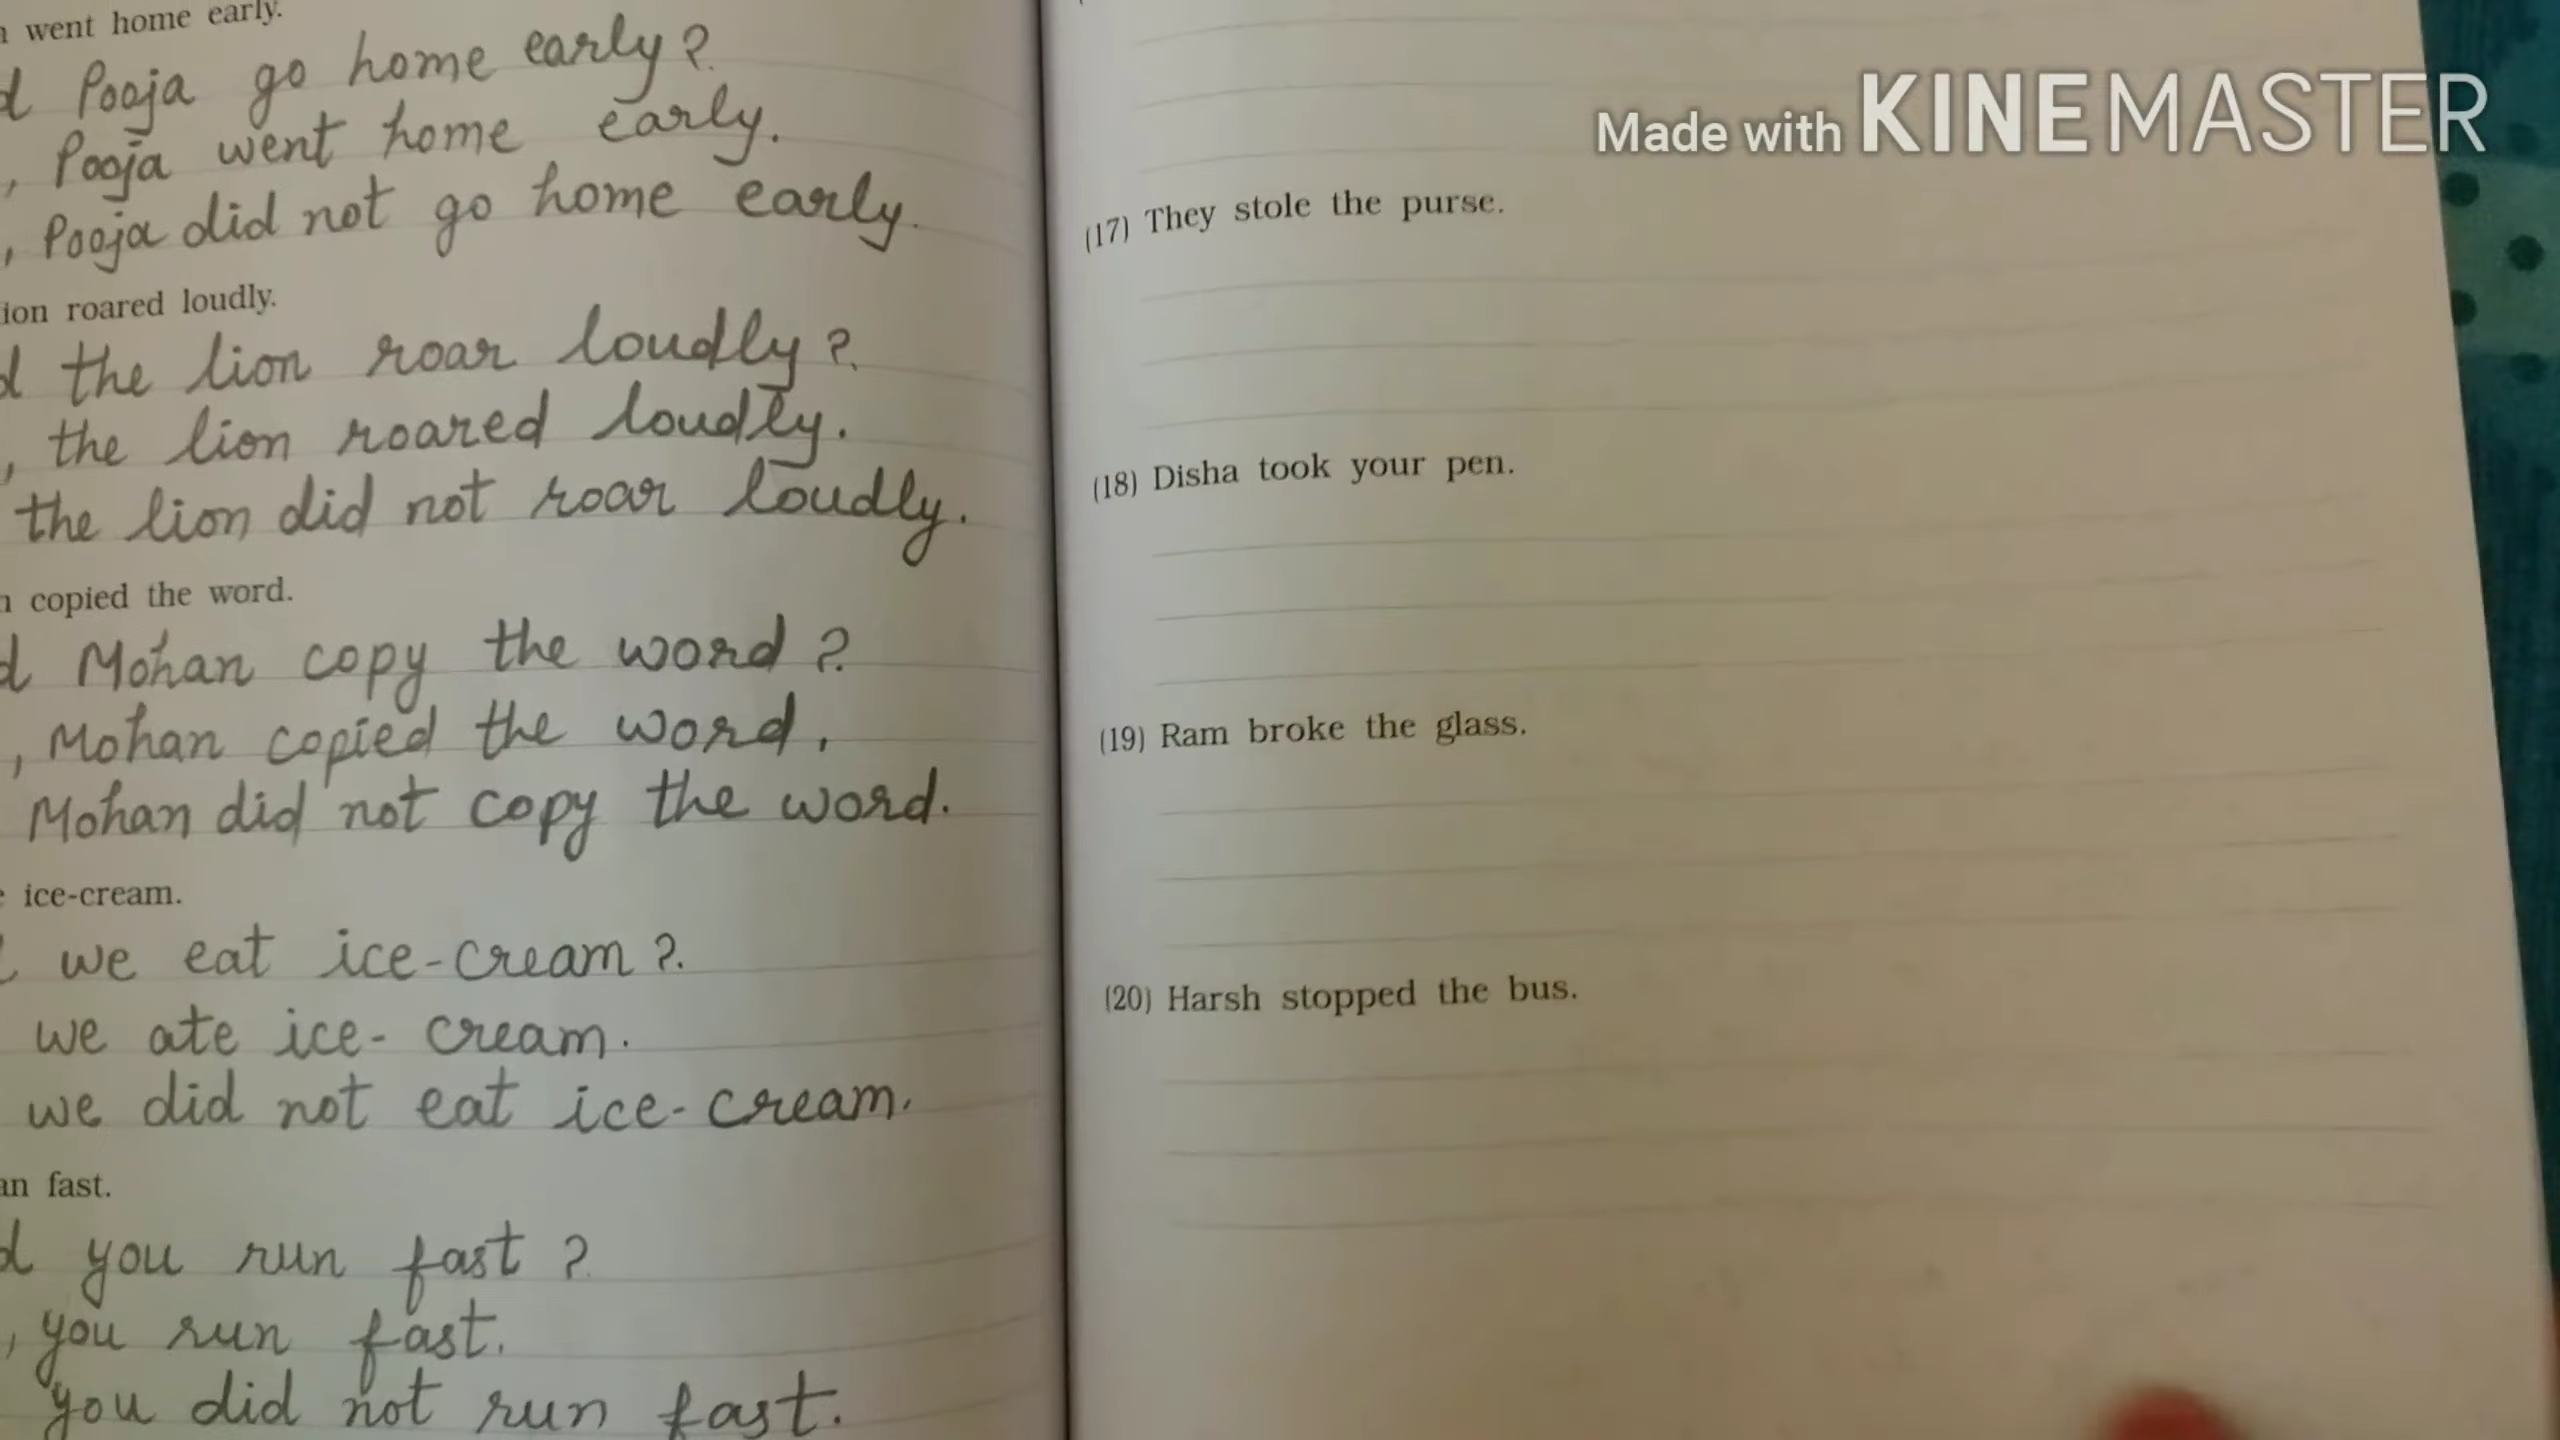 went home early.
Pooja go home early?
, Pooja went home early.
, Pooja did not go home early.
roared loudly.
the lion roar loudly?
, the lion roared loudly.
the lion did not roar loudly.
copied the word.
Mohan copy the word?
, Mohan copied the word.
Mohan did not copy the word.
ice-cream.
we eat ice-cream?
we ate ice-cream.
we did not eat ice-cream.
fast.
you run fast?
, you run fast.
you did not run fast.
Made with KINEMASTER
(17) They stole the purse.
(18) Disha took your pen.
(19) Ram broke the glass.
(20) Harsh stopped the bus.